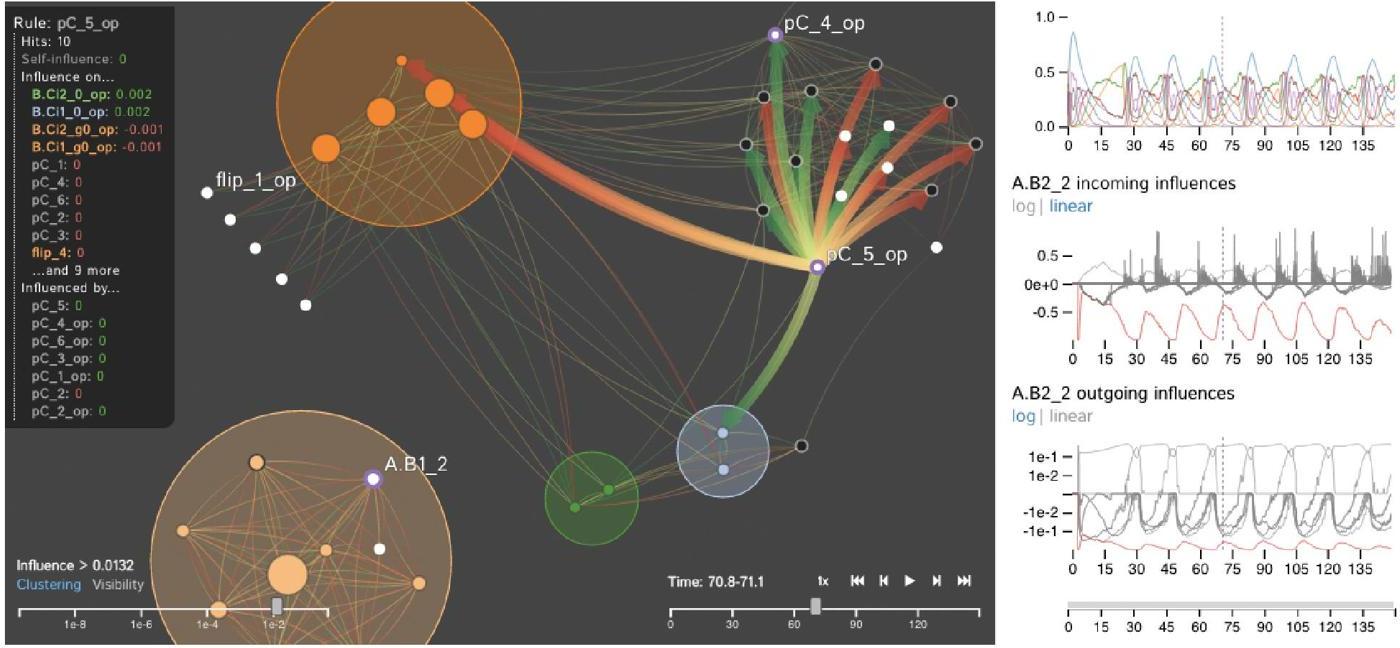 Rule: pC_5_op
Hits: 10
Self-influence: 0
Influence on...
B.Ci2_0_op: 0.002
B.Ci1_0_op: 0.002
B.Ci2_g0_op: -0.001
B.Ci1_g0_op: -0.001
pC_1: 0
pC_4: 0
pC_6: 0
pC_2: 0
pC_3: 0
flip_4: 0
...and 9 more
Influenced by...
pC_5: 0
pC_4_op: 0
pC_6_op: 0
pC_3_op: 0
pC_1_op: 0
pC_2: 0
pC_2_op: 0
pC_4_op
flip_1_op
pC_5_op
A.B1_2
Influence > 0.0132
Clustering Visibility
1e-8 1e-6 1e-4 1e-2
Time: 70.8-71.1 1x
0 30 60 90 120
1.0
0.5
0.0
0 15 30 45 60 75 90 105 120 135
A.B2_2 incoming influences
log | linear
0.5
0e+0
-0.5
0 15 30 45 60 75 90 105 120 135
A.B2_2 outgoing influences
log | linear
1e-1
1e-2
-1e-2
-1e-1
0 15 30 45 60 75 90 105 120 135
0 15 30 45 60 75 90 105 120 135